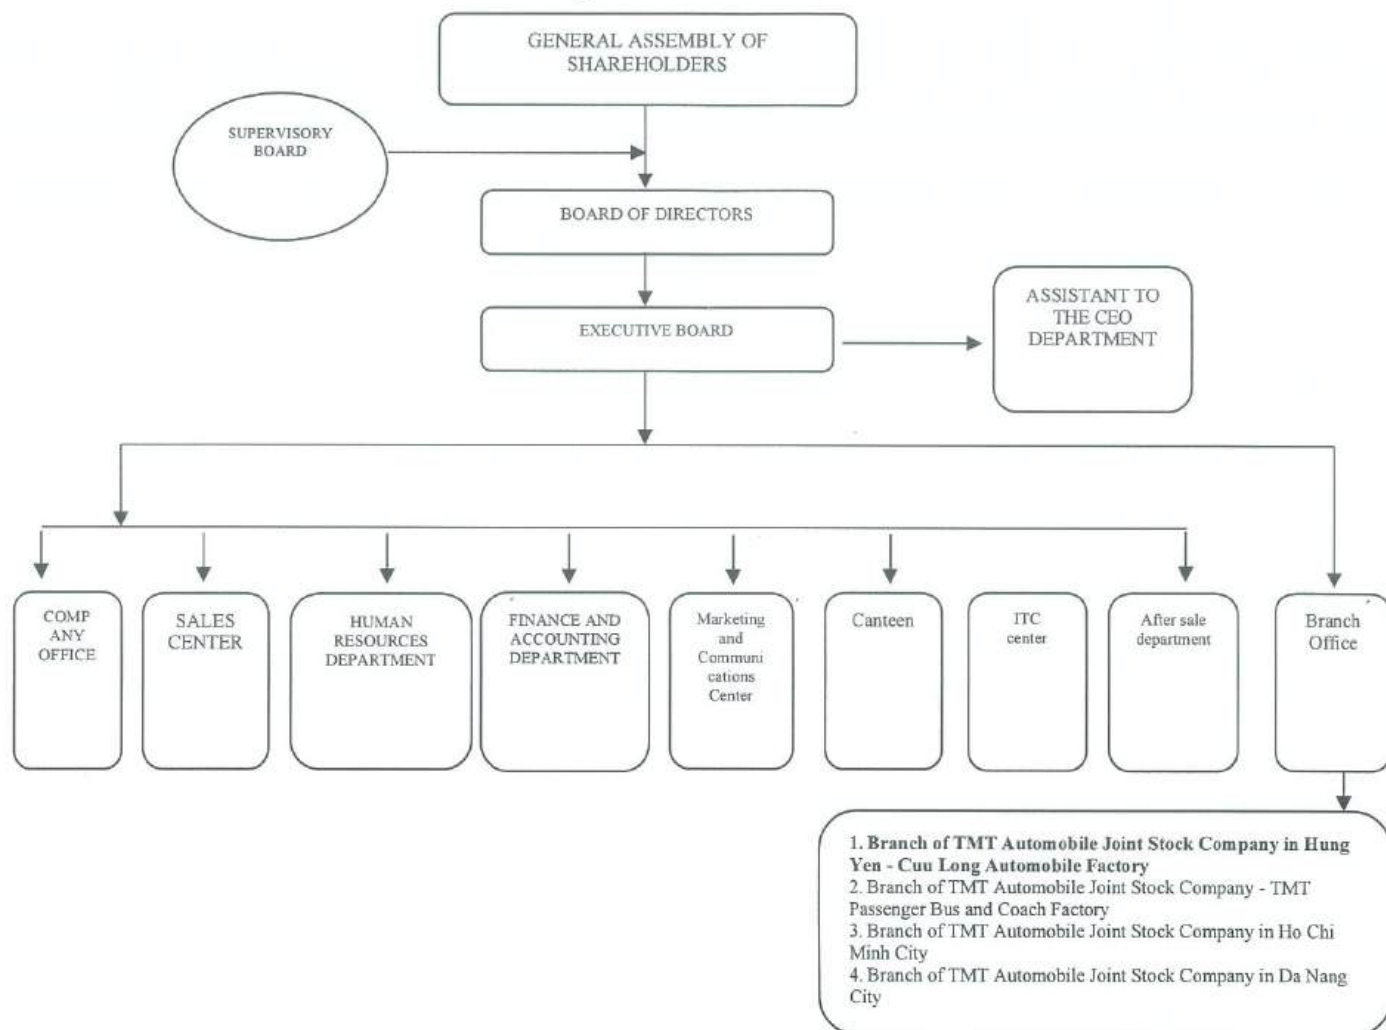 GENERAL ASSEMBLY OF
SHAREHOLDERS
SUPERVISORY
BOARD
BOARD OF DIRECTORS
EXECUTIVE BOARD
ASSISTANT TO
THE CEO
DEPARTMENT
COMP
ANY
OFFICE
SALES
CENTER
HUMAN
RESOURCES
DEPARTMENT
FINANCE AND
ACCOUNTING
DEPARTMENT
Marketing
and
Communi
cations
Center
Canteen
ITC
center
After sale
department
Branch
Office
1. Branch of TMT Automobile Joint Stock Company in Hung
Yen - Cuu Long Automobile Factory
2. Branch of TMT Automobile Joint Stock Company - TMT
Passenger Bus and Coach Factory
3. Branch of TMT Automobile Joint Stock Company in Ho Chi
Minh City
4. Branch of TMT Automobile Joint Stock Company in Da Nang
City